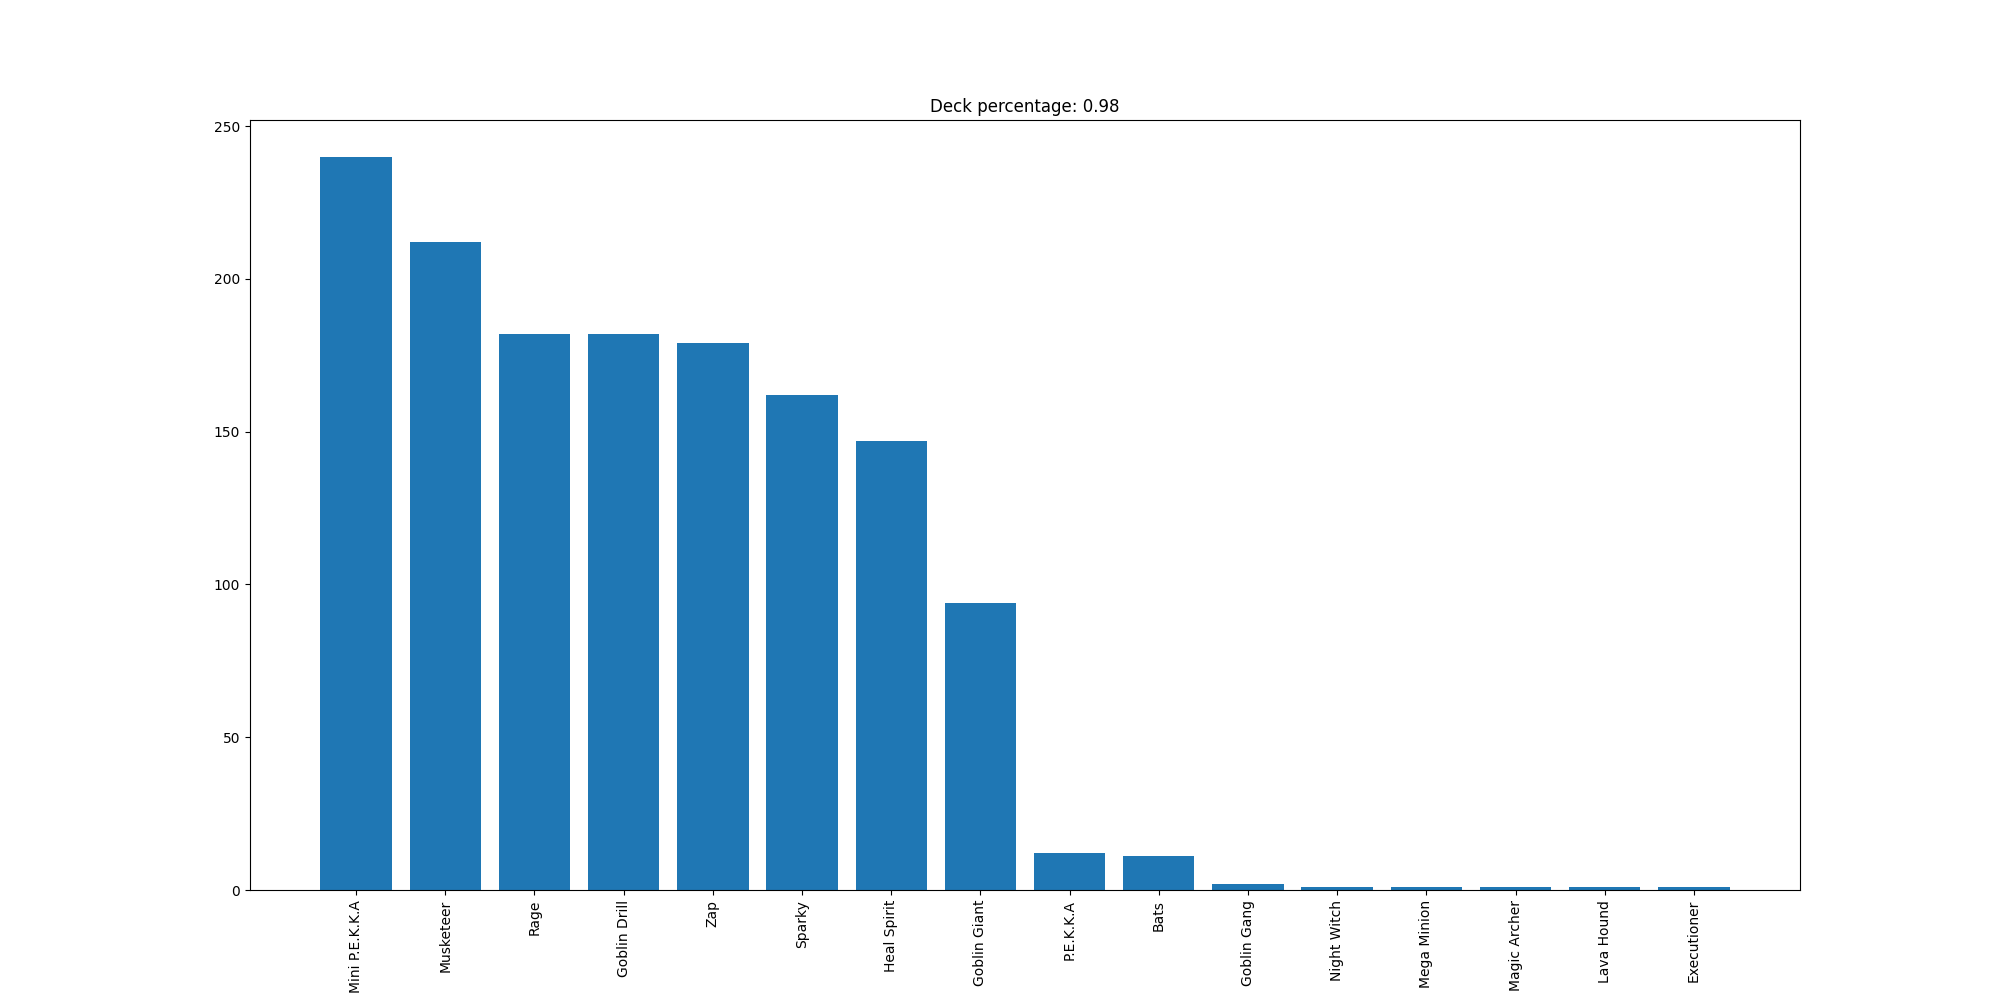 Deck percentage: 0.98
250
200
150
100
50
0
Mini P.E.K.K.A
Musketeer
Rage
Goblin Drill
Zap
Sparky
Heal Spirit
Goblin Giant
P.E.K.K.A
Bats
Goblin Gang
Night Witch
Mega Minion
Magic Archer
Lava Hound
Executioner